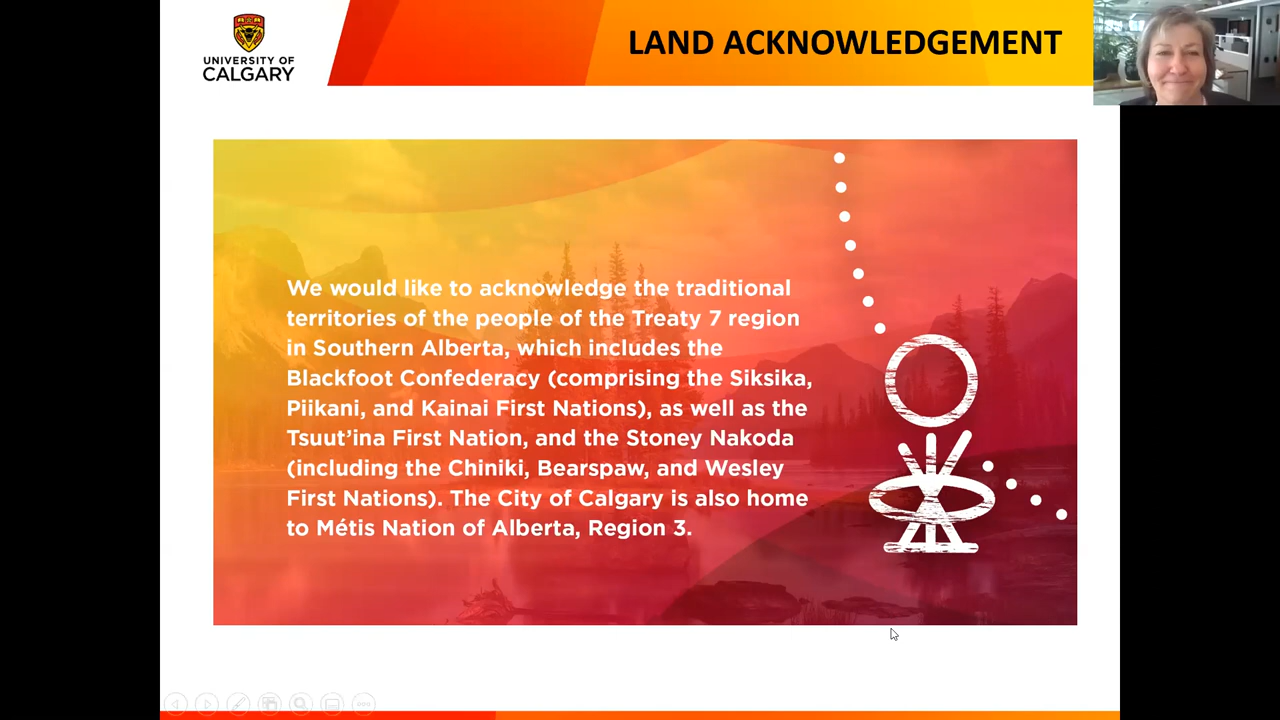 UNIVERSITY OF
CALGARY
LAND ACKNOWLEDGEMENT
We would like to acknowledge the traditional
territories of the people of the Treaty 7 region
in Southern Alberta, which includes the
Blackfoot Confederacy (comprising the Siksika,
Piikani, and Kainai First Nations), as well as the
Tsuut’ina First Nation, and the Stoney Nakoda
(including the Chiniki, Bearspaw, and Wesley
First Nations). The City of Calgary is also home
to Métis Nation of Alberta, Region 3.